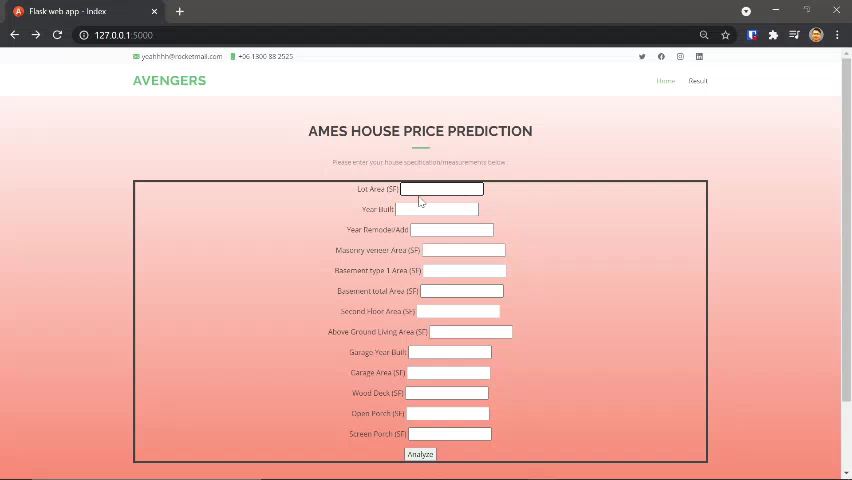 Flask web app - Index
127.0.0.1:5000
yeahhhh@rocketmail.com +06 1300 88 2525
AVENGERS
Home Result
AMES HOUSE PRICE PREDICTION
Please enter your house specification/measurements below :
Lot Area (SF)
Year Built
Year Remodel/Add
Masonry veneer Area (SF)
Basement type 1 Area (SF)
Basement total Area (SF)
Second Floor Area (SF)
Above Ground Living Area (SF)
Garage Year Built
Garage Area (SF)
Wood Deck (SF)
Open Porch (SF)
Screen Porch (SF)
Analyze